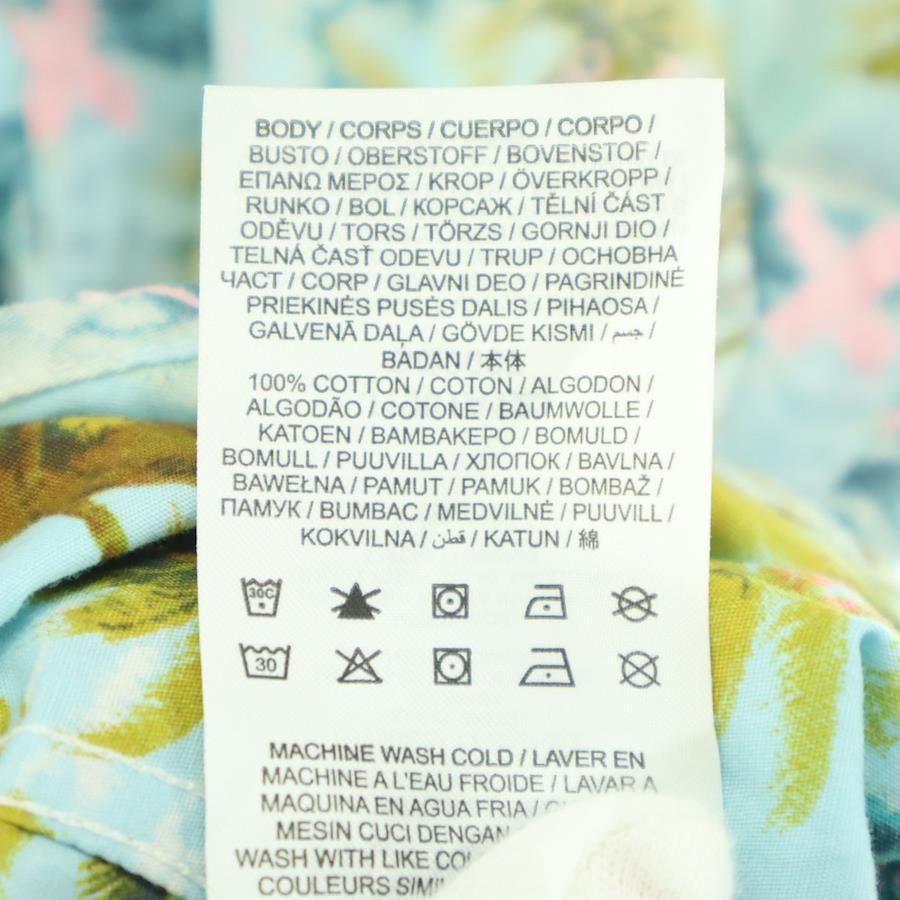 BODY / CORPS / CUERPO / CORPO /
BUSTO / OBERSTOFF / BOVENSTOF /
ΕΠΑΝΩ ΜΕΡΟΣ / KROP / ÖVERKROPP /
RUNKO / BOL / КОРСАЖ / TĚLNÍ ČÁST
ODĚVU / TORS / TÖRZS / GORNJI DIO /
TELNÁ ČASŤ ODEVU / TRUP / ОСНОВНА
ЧАСТ / CORP / GLAVNI DEO / PAGRINDINĖ
PRIEKINĖS PUSĖS DALIS / PIHAOSA /
GALVENĀ DAĻA / GÖVDE KISMI / جسم /
BADAN / 本体
100% COTTON / COTON / ALGODON /
ALGODÃO / COTONE / BAUMWOLLE /
KATOEN / ΒΑΜΒΑΚΕΡΟ / BOMULD /
BOMULL / PUUVILLA / ХЛОПОК / BAVLNA /
BAWEŁNA / PAMUT / PAMUK / BOMBAŽ /
ПАМУК / BUMBAC / MEDVILNĖ / PUUVILL /
KOKVILNA / قطن / KATUN / 綿
30C
30
MACHINE WASH COLD / LAVER EN
MACHINE A L'EAU FROIDE / LAVAR A
MAQUINA EN AGUA FRIA /
MESIN CUCI DENGAN
WASH WITH LIKE
COULEURS